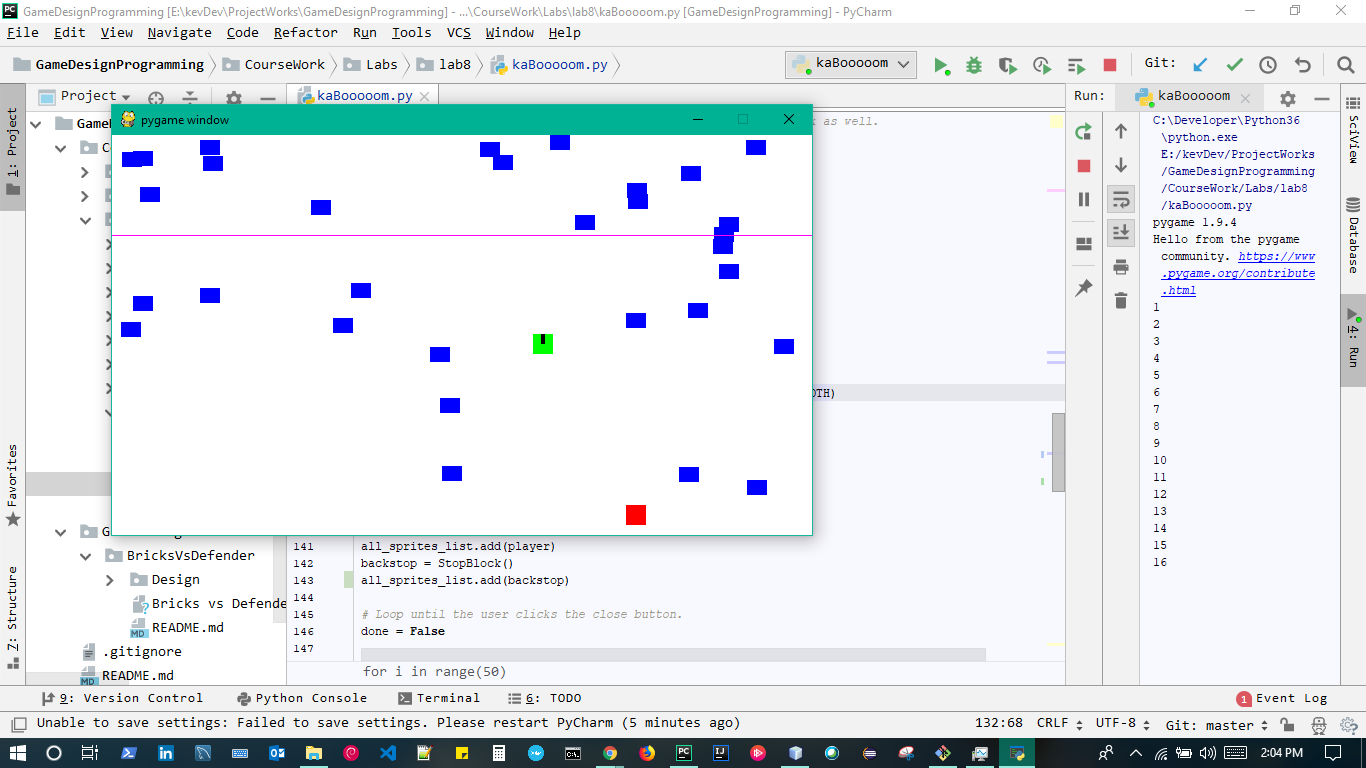 GameDesignProgramming [E:\kevDev\ProjectWorks\GameDesignProgramming] - ...\CourseWork\Labs\lab8\kaBooooom.py [GameDesignProgramming] - PyCharm
File Edit View Navigate Code Refactor Run Tools VCS Window Help
GameDesignProgramming CourseWork Labs lab8 kaBooooom.py kaBooooom Git:
1: Project
Favorites
7: Structure
Project
kaBooooom.py
pygame window
as well.
Run: kaBooooom
C:\Developer\Python36
\python.exe
E:/kevDev/ProjectWorks
/GameDesignProgramming
/CourseWork/Labs/lab8
/kaBooooom.py
pygame 1.9.4
Hello from the pygame
community. https://www
.pygame.org/contribute
.html
1
2
3
4
5
6
7
8
9
10
11
12
13
14
15
16
SciView
Database
4: Run
BricksVsDefender
Design
Bricks vs Defende
README.md
.gitignore
README.md
141 all_sprites_list.add(player)
142 backstop = StopBlock()
143 all_sprites_list.add(backstop)
144
145 # Loop until the user clicks the close button.
146 done = False
147
for i in range(50)
9: Version Control Python Console Terminal 6: TODO 1 Event Log
Unable to save settings: Failed to save settings. Please restart PyCharm (5 minutes ago) 132:68 CRLF UTF-8 Git: master
2:04 PM